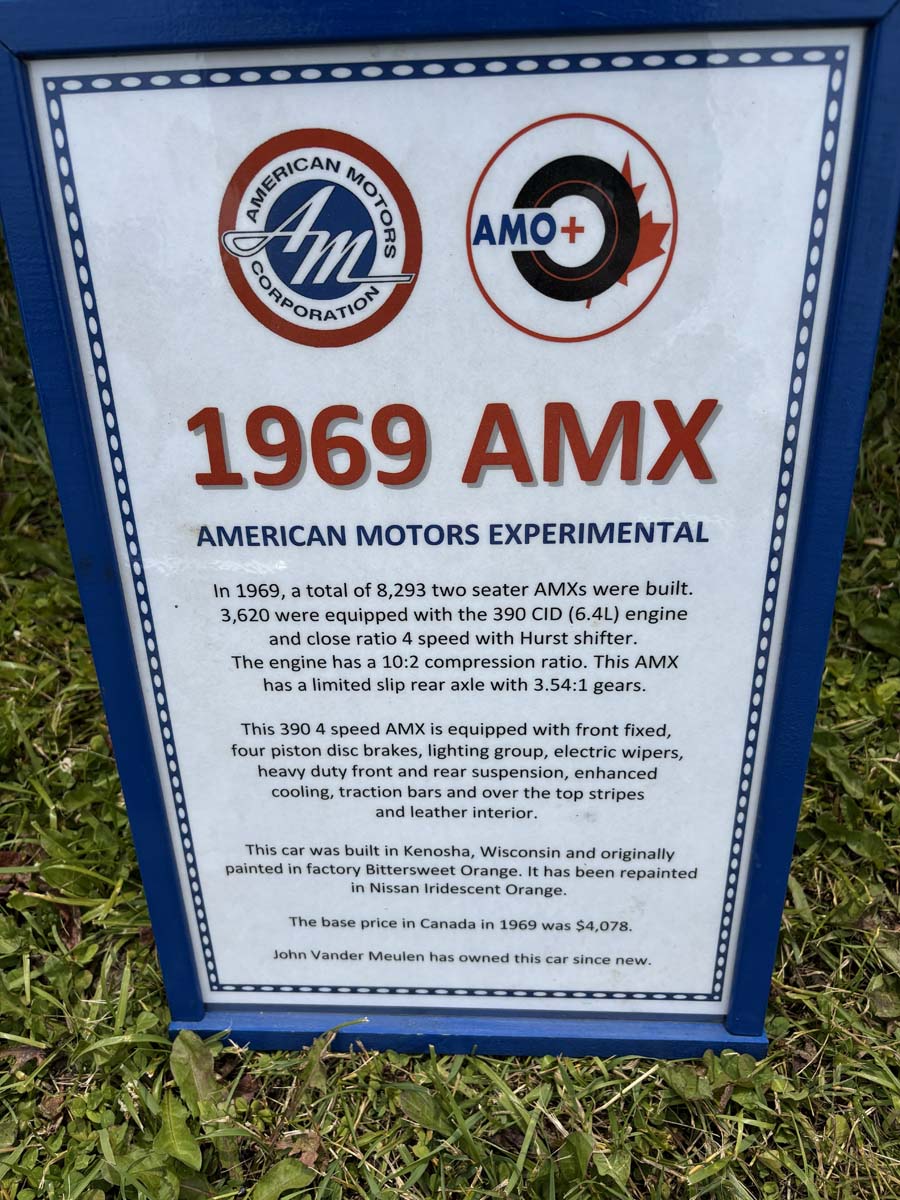 AMERICAN MOTORS
AM
CORPORATION
AMO+
1969 AMX
AMERICAN MOTORS EXPERIMENTAL
In 1969, a total of 8,293 two seater AMXs were built.
3,620 were equipped with the 390 CID (6.4L) engine
and close ratio 4 speed with Hurst shifter.
The engine has a 10:2 compression ratio. This AMX
has a limited slip rear axle with 3.54:1 gears.
This 390 4 speed AMX is equipped with front fixed,
four piston disc brakes, lighting group, electric wipers,
heavy duty front and rear suspension, enhanced
cooling, traction bars and over the top stripes
and leather interior.
This car was built in Kenosha, Wisconsin and originally
painted in factory Bittersweet Orange. It has been repainted
in Nissan Iridescent Orange.
The base price in Canada in 1969 was $4,078.
John Vander Meulen has owned this car since new.